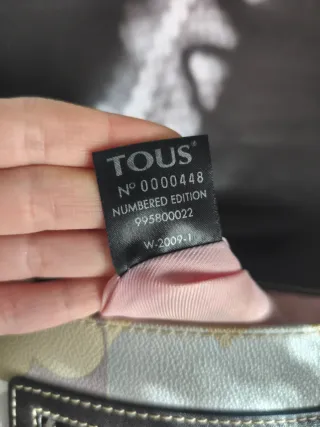 TOUS®
Nº 0000448
NUMBERED EDITION
995800022
W-2009-1